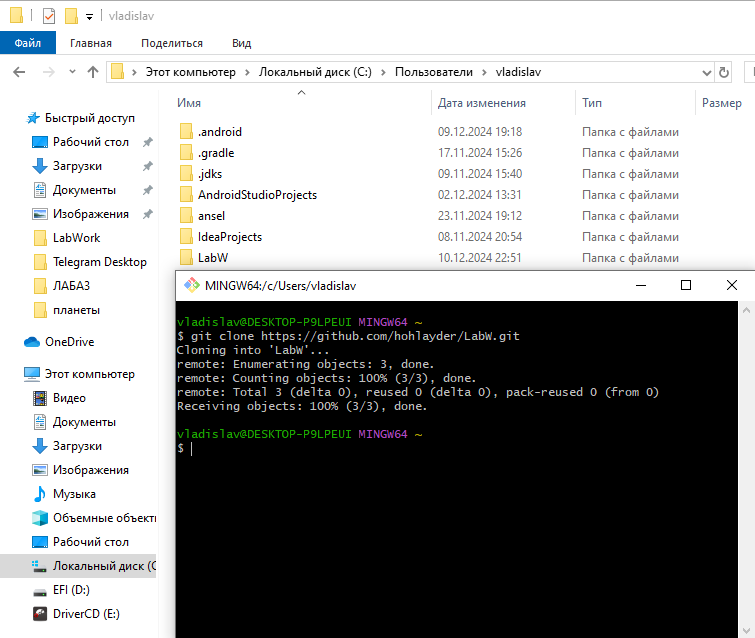 vladislav
Файл Главная Поделиться Вид
Этот компьютер Локальный диск (C:) Пользователи vladislav
Имя Дата изменения Тип Размер
Быстрый доступ
Рабочий стол
Загрузки
Документы
Изображения
LabWork
Telegram Desktop
ЛАБА3
планеты
OneDrive
Этот компьютер
Видео
Документы
Загрузки
Изображения
Музыка
Объемные объекты
Рабочий стол
Локальный диск (C
EFI (D:)
DriverCD (E:)
.android 09.12.2024 19:18 Папка с файлами
.gradle 17.11.2024 15:26 Папка с файлами
.jdks 09.11.2024 15:40 Папка с файлами
AndroidStudioProjects 02.12.2024 13:31 Папка с файлами
ansel 23.11.2024 19:12 Папка с файлами
IdeaProjects 08.11.2024 20:54 Папка с файлами
LabW 10.12.2024 22:51 Папка с файлами
MINGW64:/c/Users/vladislav
vladislav@DESKTOP-P9LPEUI MINGW64 ~
$ git clone https://github.com/hohlayder/LabW.git
Cloning into 'LabW'...
remote: Enumerating objects: 3, done.
remote: Counting objects: 100% (3/3), done.
remote: Total 3 (delta 0), reused 0 (delta 0), pack-reused 0 (from 0)
Receiving objects: 100% (3/3), done.
vladislav@DESKTOP-P9LPEUI MINGW64 ~
$